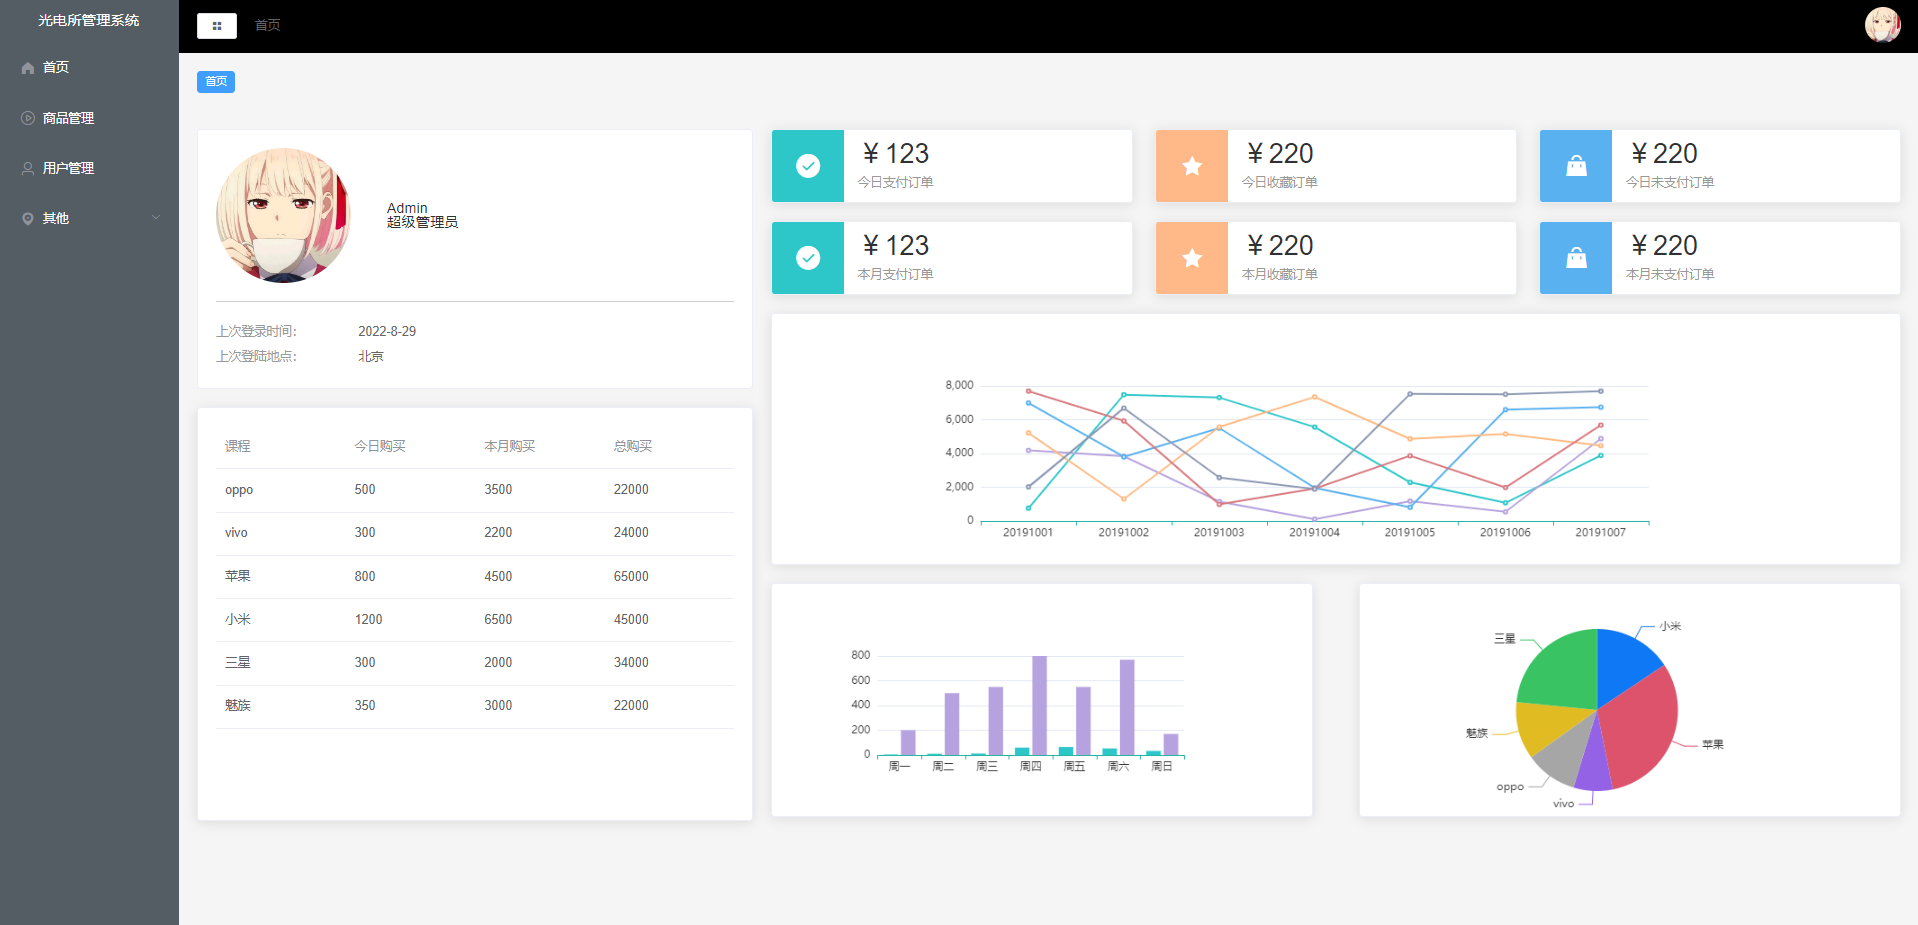 光电所管理系统
首页
商品管理
用户管理
其他
首页
首页
Admin
超级管理员
上次登录时间: 2022-8-29
上次登陆地点: 北京
课程 今日购买 本月购买 总购买
oppo 500 3500 22000
vivo 300 2200 24000
苹果 800 4500 65000
小米 1200 6500 45000
三星 300 2000 34000
魅族 350 3000 22000
¥ 123
今日支付订单
¥ 220
今日收藏订单
¥ 220
今日未支付订单
¥ 123
本月支付订单
¥ 220
本月收藏订单
¥ 220
本月未支付订单
8,000
6,000
4,000
2,000
0
20191001 20191002 20191003 20191004 20191005 20191006 20191007
800
600
400
200
0
周一 周二 周三 周四 周五 周六 周日
小米
三星
魅族
苹果
oppo
vivo